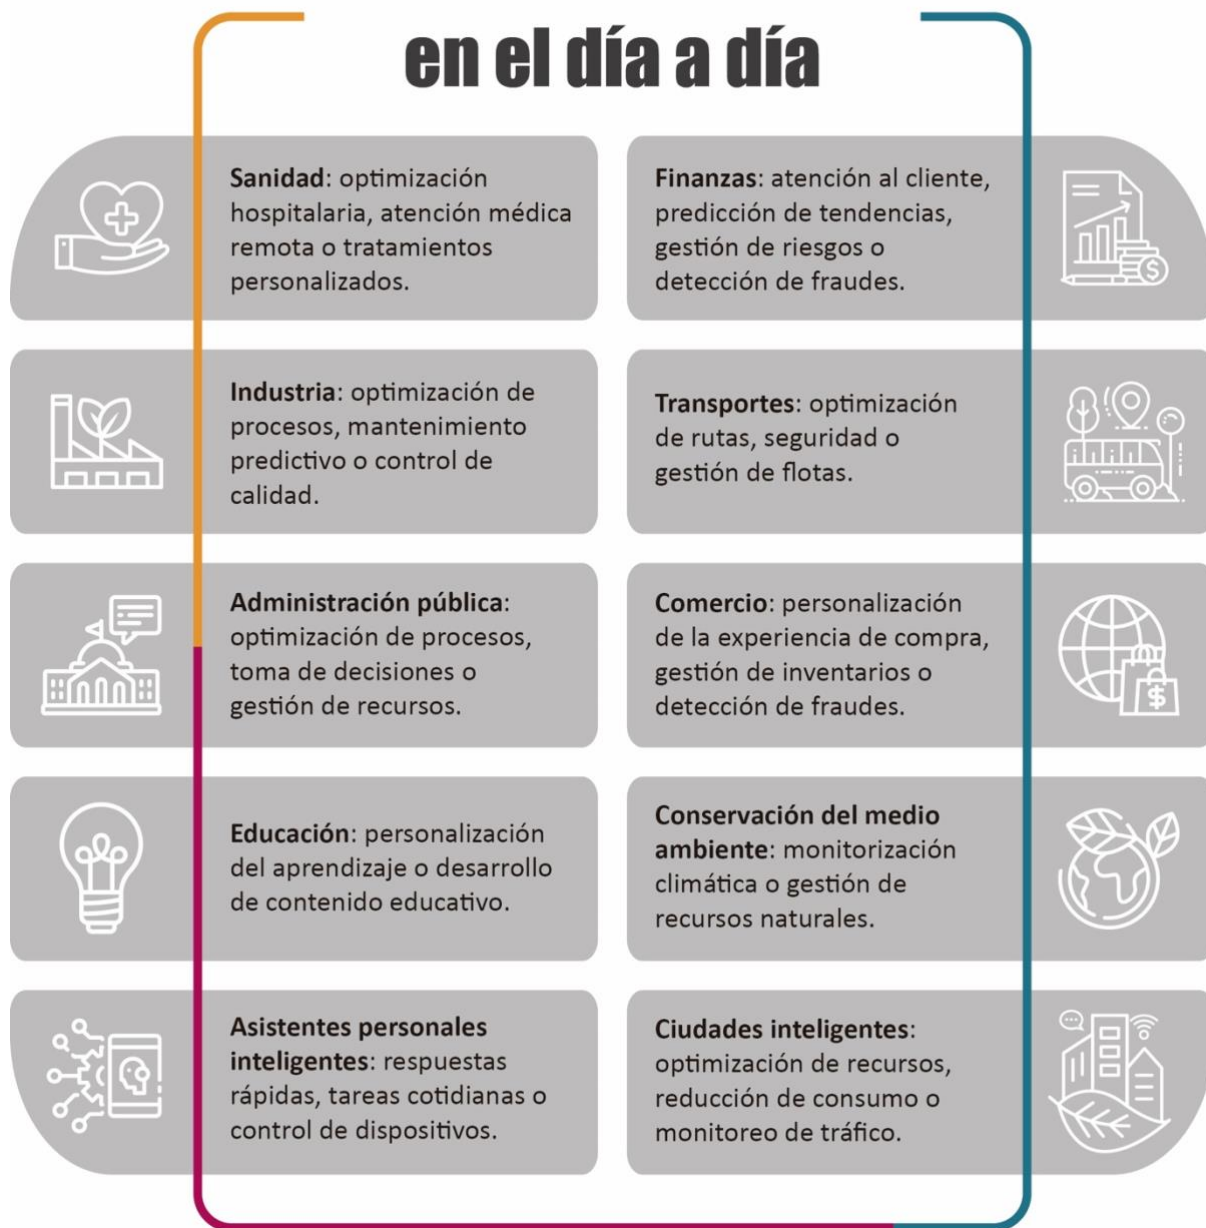 en el día a día
Sanidad: optimización
hospitalaria, atención médica
remota o tratamientos
personalizados.
Finanzas: atención al cliente,
predicción de tendencias,
gestión de riesgos o
detección de fraudes.
Industria: optimización de
procesos, mantenimiento
predictivo o control de
calidad.
Transportes: optimización
de rutas, seguridad o
gestión de flotas.
Administración pública:
optimización de procesos,
toma de decisiones o
gestión de recursos.
Comercio: personalización
de la experiencia de compra,
gestión de inventarios o
detección de fraudes.
Educación: personalización
del aprendizaje o desarrollo
de contenido educativo.
Conservación del medio
ambiente: monitorización
climática o gestión de
recursos naturales.
Asistentes personales
inteligentes: respuestas
rápidas, tareas cotidianas o
control de dispositivos.
Ciudades inteligentes:
optimización de recursos,
reducción de consumo o
monitoreo de tráfico.